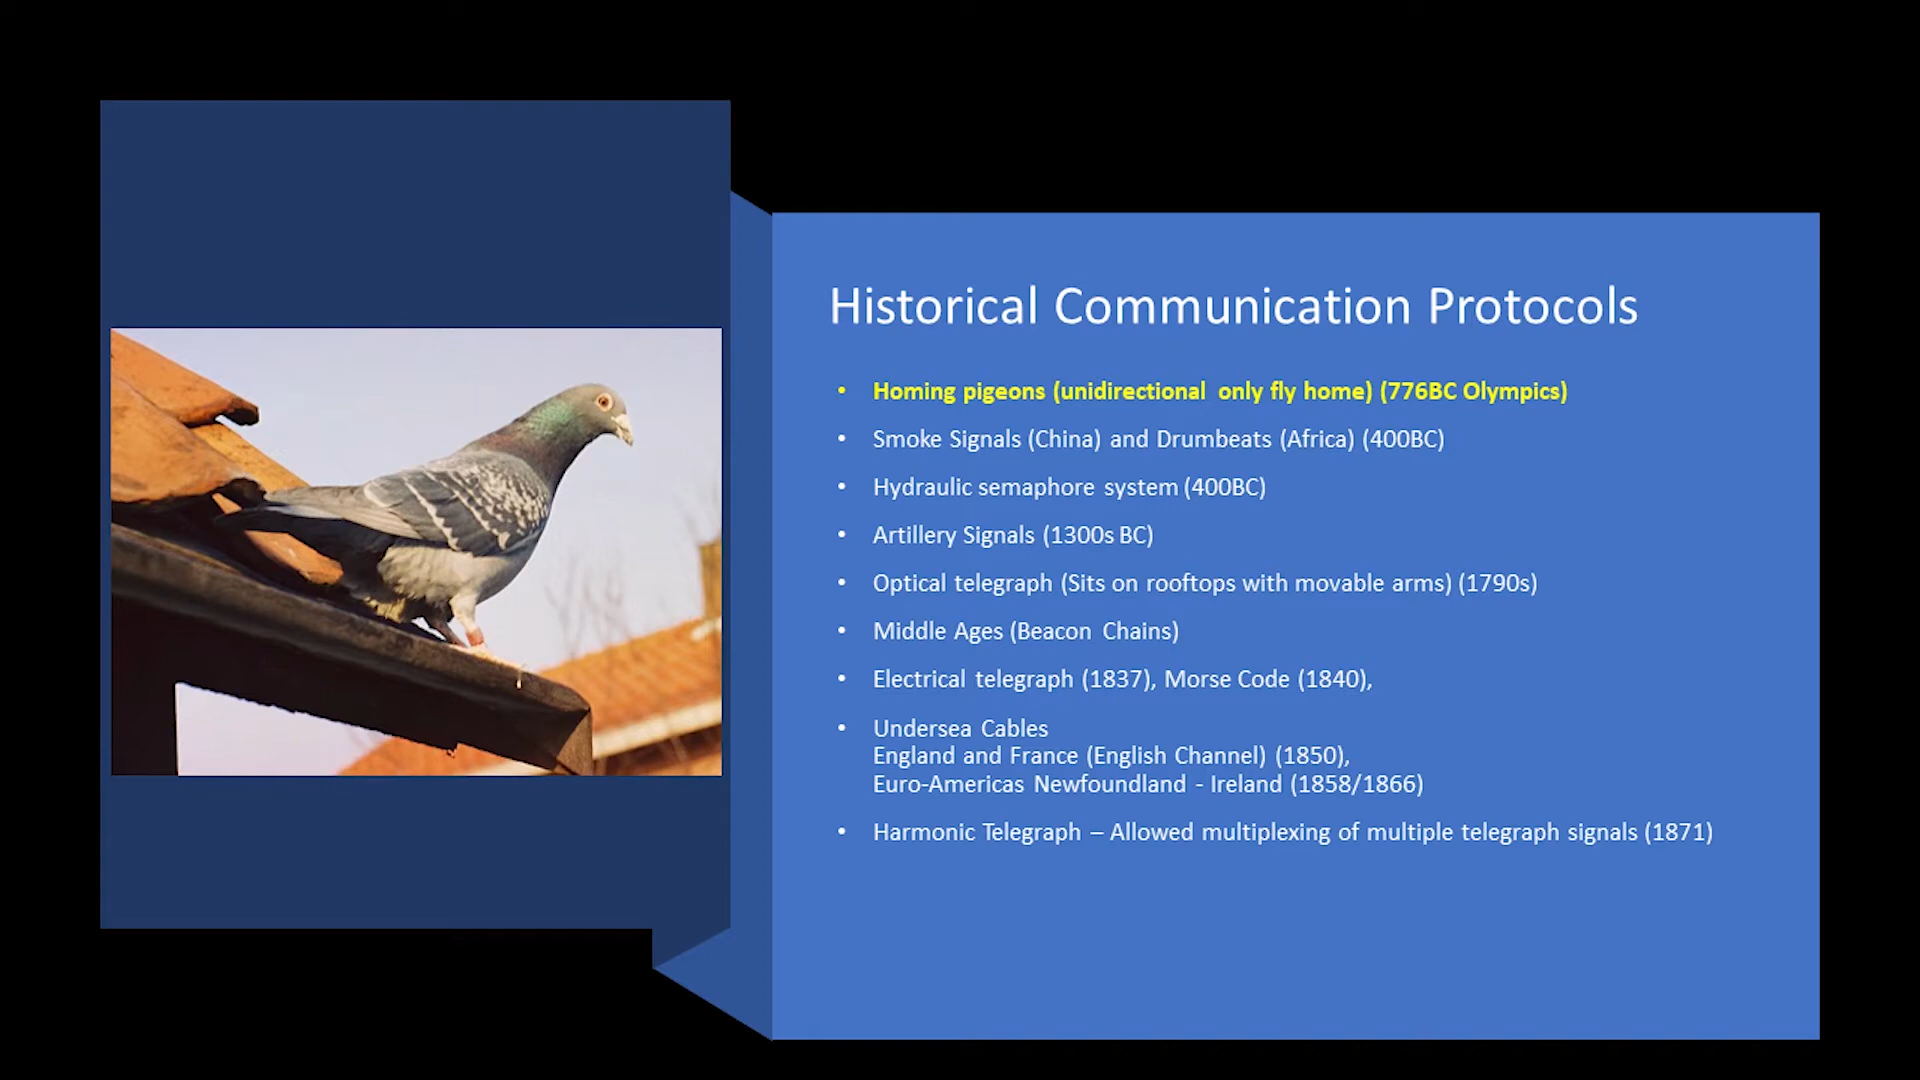 Historical Communication Protocols
• Homing pigeons (unidirectional only fly home) (776BC Olympics)
• Smoke Signals (China) and Drumbeats (Africa) (400BC)
• Hydraulic semaphore system (400BC)
• Artillery Signals (1300s BC)
• Optical telegraph (Sits on rooftops with movable arms) (1790s)
• Middle Ages (Beacon Chains)
• Electrical telegraph (1837), Morse Code (1840),
• Undersea Cables
England and France (English Channel) (1850),
Euro-Americas Newfoundland - Ireland (1858/1866)
• Harmonic Telegraph – Allowed multiplexing of multiple telegraph signals (1871)